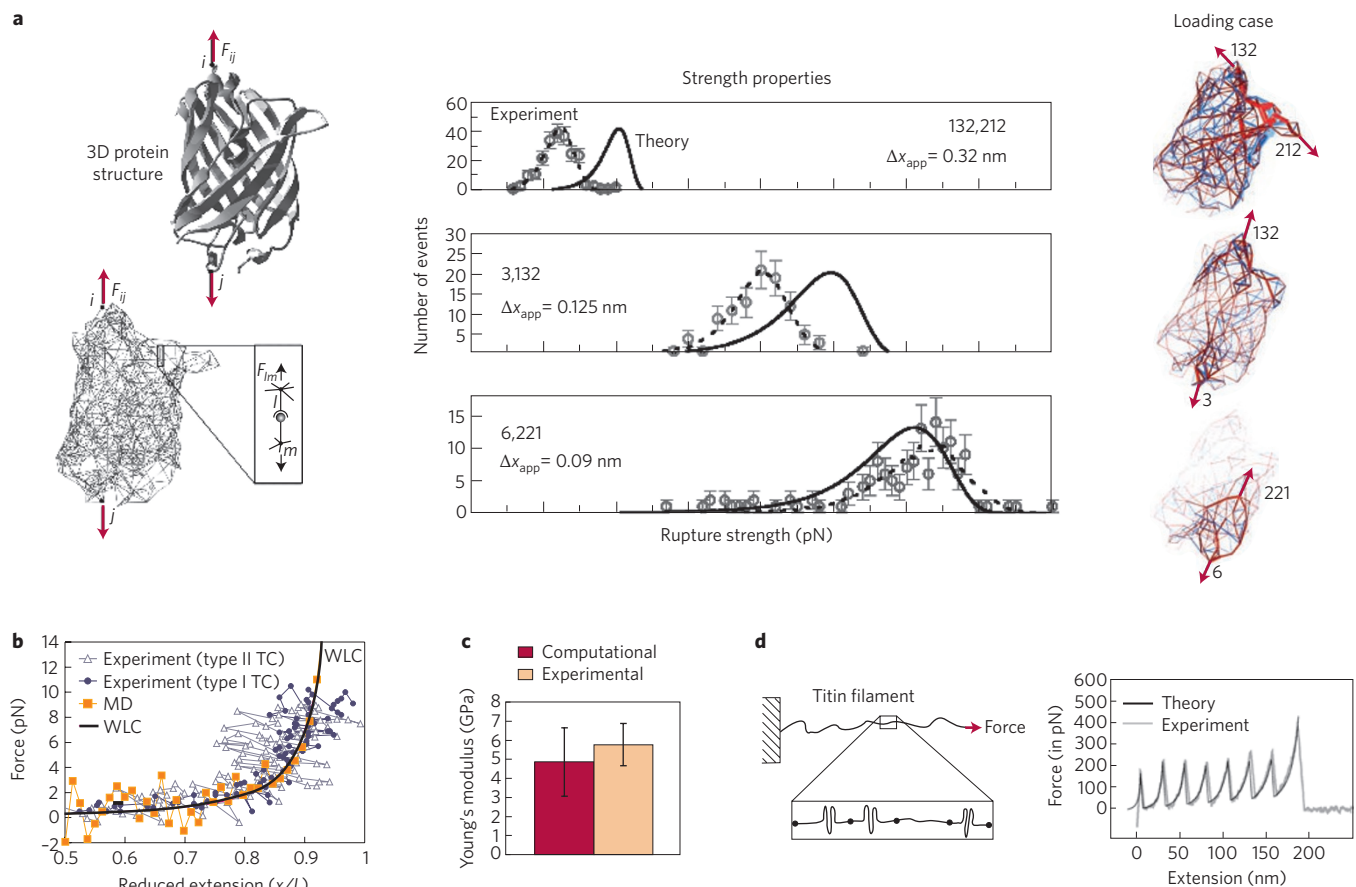 a
F_ij
i
3D protein
structure
j
i
F_ij
F_lm
l
m
j
Strength properties
Number of events
60
40
20
0
Experiment
Theory
132,212
Δx_app = 0.32 nm
30
25
20
15
10
5
3,132
Δx_app = 0.125 nm
15
10
5
0
6,221
Δx_app = 0.09 nm
Rupture strength (pN)
Loading case
132
212
132
3
221
6
b
Force (pN)
14
12
10
8
6
4
2
0
−2
Experiment (type II TC)
Experiment (type I TC)
MD
WLC
WLC
0.5 0.6 0.7 0.8 0.9 1
Reduced extension (x/L)
c
Computational
Experimental
Young's modulus (GPa)
8
7
6
5
4
3
2
1
0
d
Titin filament
Force
Force (in pN)
600
500
400
300
200
100
0
Theory
Experiment
0 50 100 150 200
Extension (nm)